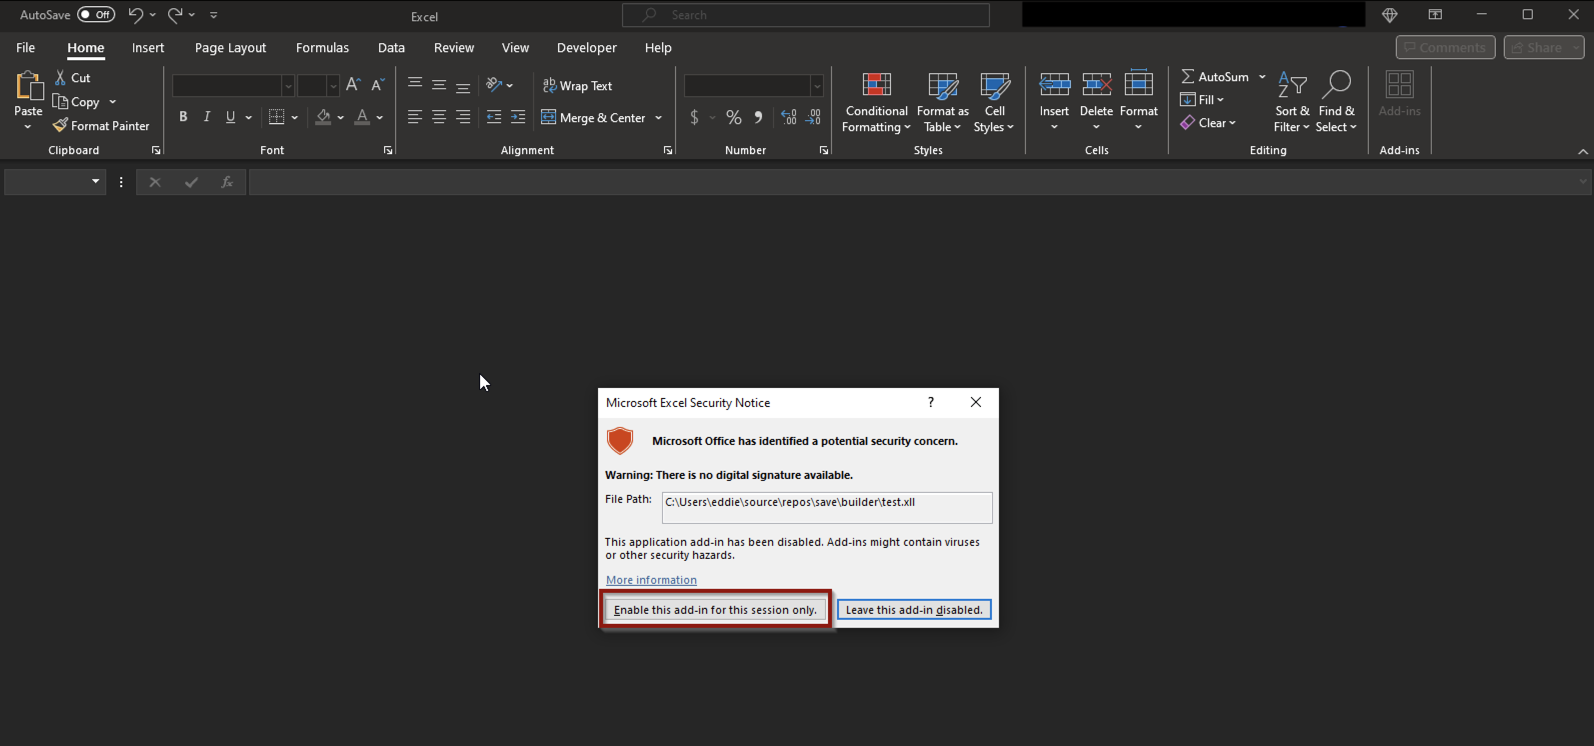 AutoSave Off Excel Search
File Home Insert Page Layout Formulas Data Review View Developer Help Comments Share
Paste
Cut
Copy
Format Painter
Clipboard
B I U A
Font
Wrap Text
Merge & Center
Alignment
$ % 9
Number
Conditional
Formatting
Format as
Table
Cell
Styles
Styles
Insert
Delete
Format
Cells
AutoSum
Fill
Clear
Sort &
Filter
Find &
Select
Editing
Add-ins
Add-ins
fx
Microsoft Excel Security Notice ?
Microsoft Office has identified a potential security concern.
Warning: There is no digital signature available.
File Path: C:\Users\eddie\source\repos\save\builder\test.xll
This application add-in has been disabled. Add-ins might contain viruses
or other security hazards.
More information
Enable this add-in for this session only. Leave this add-in disabled.